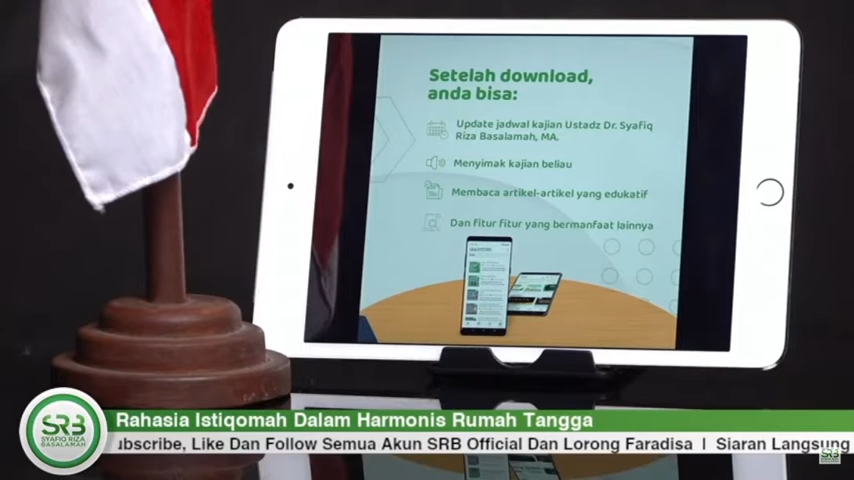 Setelah download,
anda bisa:
Update jadwal kajian Ustadz Dr. Syafiq
Riza Basalamah, MA.
Menyimak kajian beliau
Membaca artikel-artikel yang edukatif
Dan fitur fitur yang bermanfaat lainnya
SRB
SYAFIQ RIZA
BASALAMAH
Rahasia Istiqomah Dalam Harmonis Rumah Tangga
ubscribe, Like Dan Follow Semua Akun SRB Official Dan Lorong Faradisa | Siaran Langsung
SRB